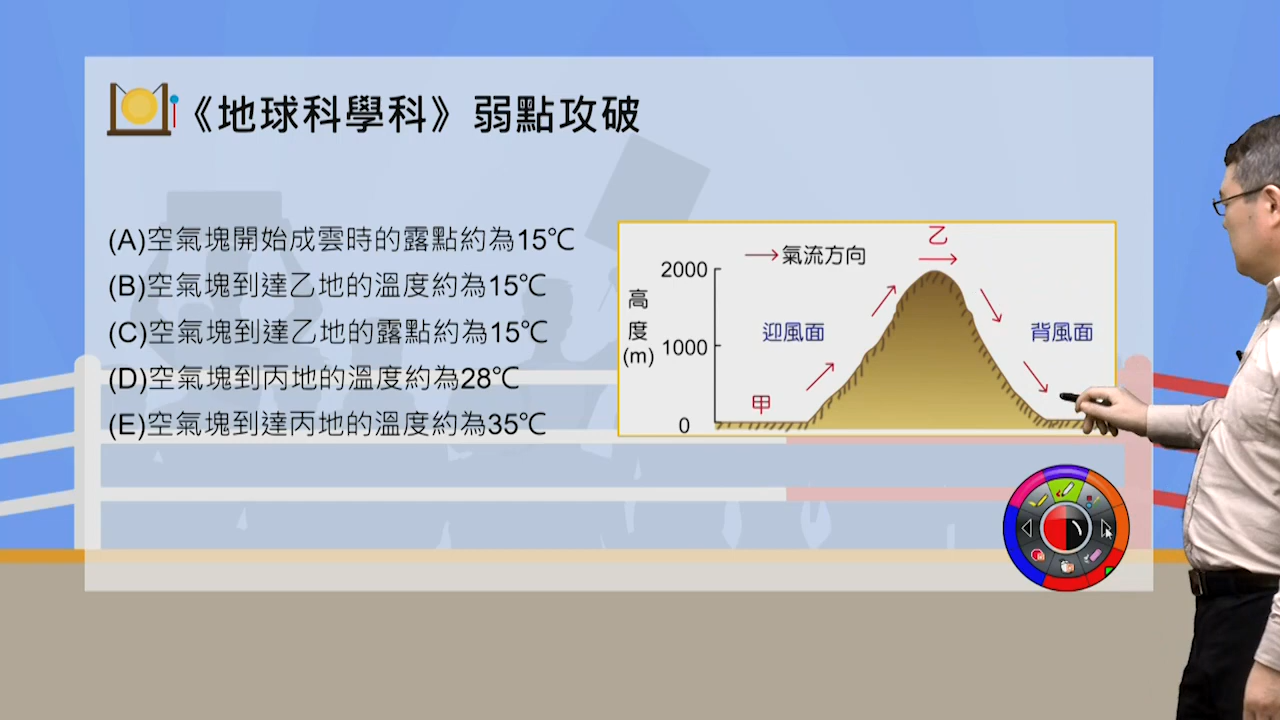 《地球科學科》弱點攻破
(A)空氣塊開始成雲時的露點約為15℃
(B)空氣塊到達乙地的溫度約為15℃
(C)空氣塊到達乙地的露點約為15℃
(D)空氣塊到丙地的溫度約為28℃
(E)空氣塊到達丙地的溫度約為35℃
乙
氣流方向
2000
高度(m)
迎風面
背風面
1000
甲
0